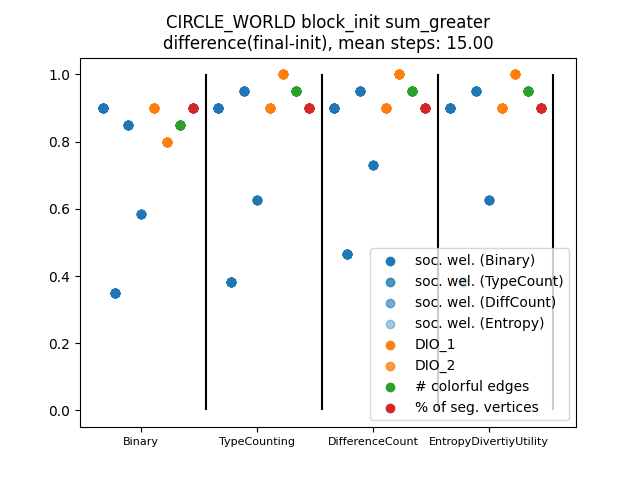 CIRCLE_WORLD block_init sum_greater
difference(final-init), mean steps: 15.00
1.0
0.8
0.6
0.4
0.2
0.0
soc. wel. (Binary)
soc. wel. (TypeCount)
soc. wel. (DiffCount)
soc. wel. (Entropy)
DIO_1
DIO_2
# colorful edges
% of seg. vertices
Binary
TypeCounting
DifferenceCount
EntropyDivertiyUtility